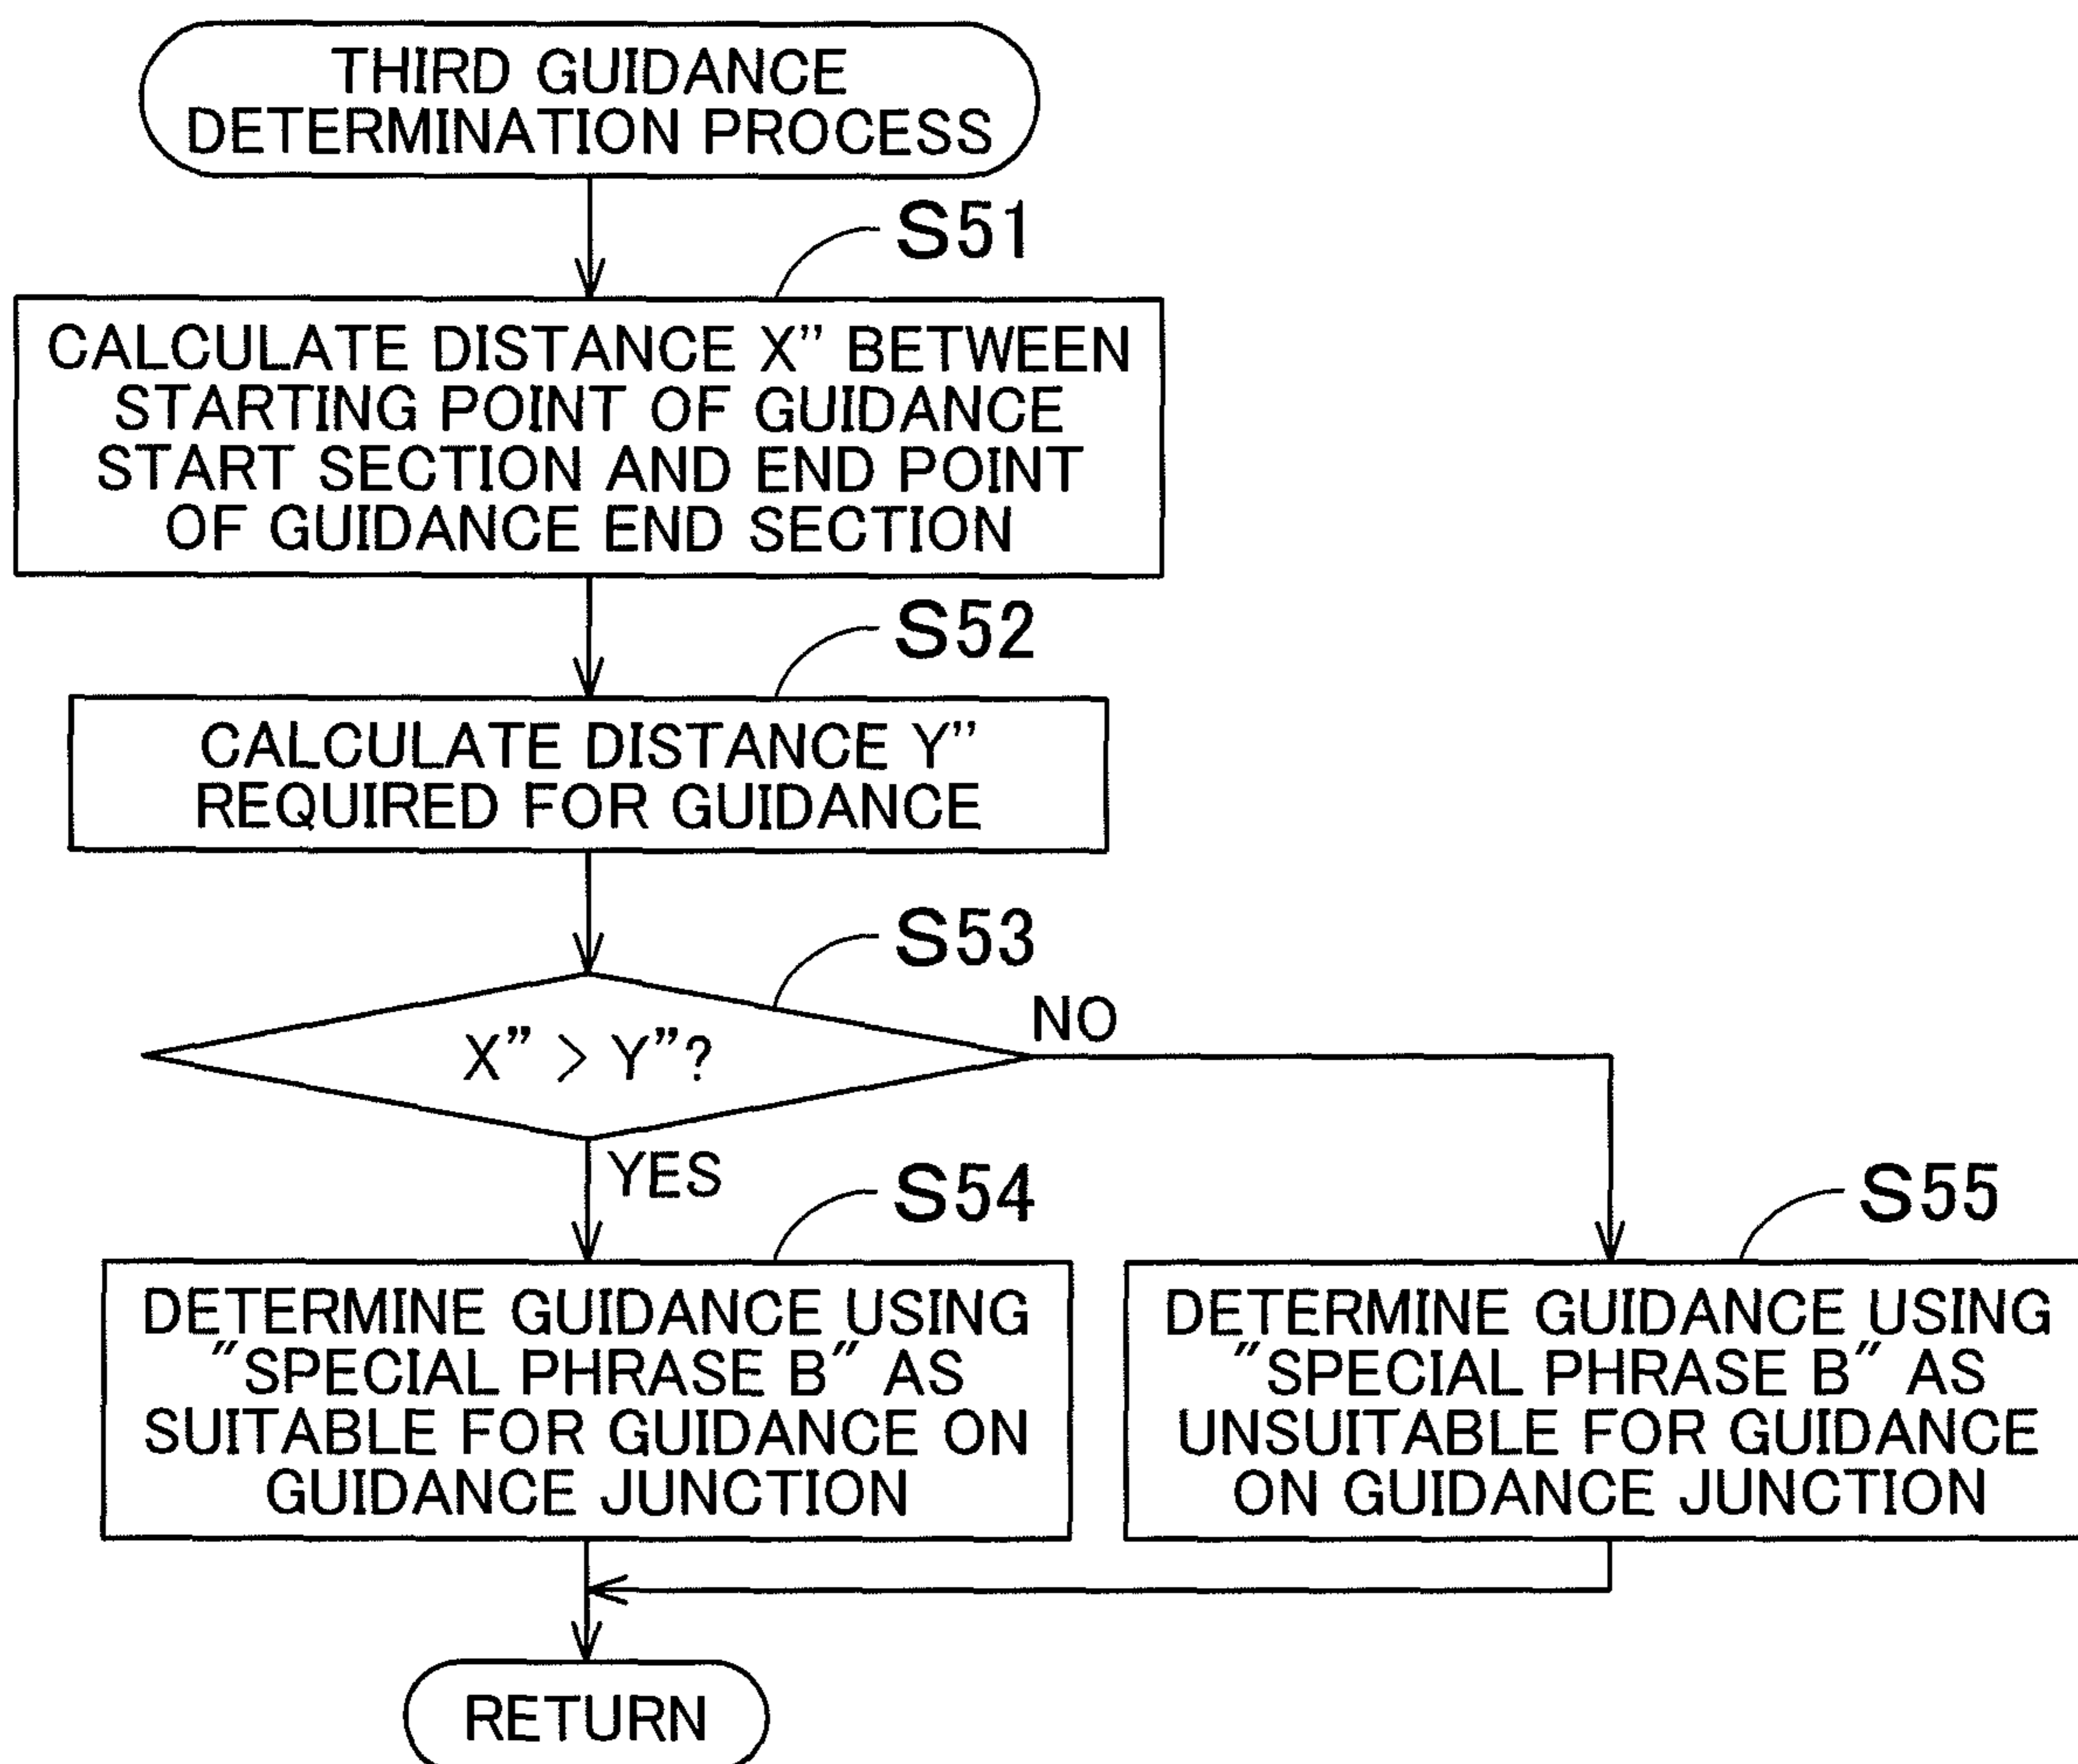 THIRD GUIDANCE
DETERMINATION PROCESS
S51
CALCULATE DISTANCE X” BETWEEN
STARTING POINT OF GUIDANCE
START SECTION AND END POINT
OF GUIDANCE END SECTION
S52
CALCULATE DISTANCE Y”
REQUIRED FOR GUIDANCE
S53
X” > Y”?
NO
YES
S54
DETERMINE GUIDANCE USING
"SPECIAL PHRASE B" AS
SUITABLE FOR GUIDANCE ON
GUIDANCE JUNCTION
S55
DETERMINE GUIDANCE USING
"SPECIAL PHRASE B" AS
UNSUITABLE FOR GUIDANCE
ON GUIDANCE JUNCTION
RETURN